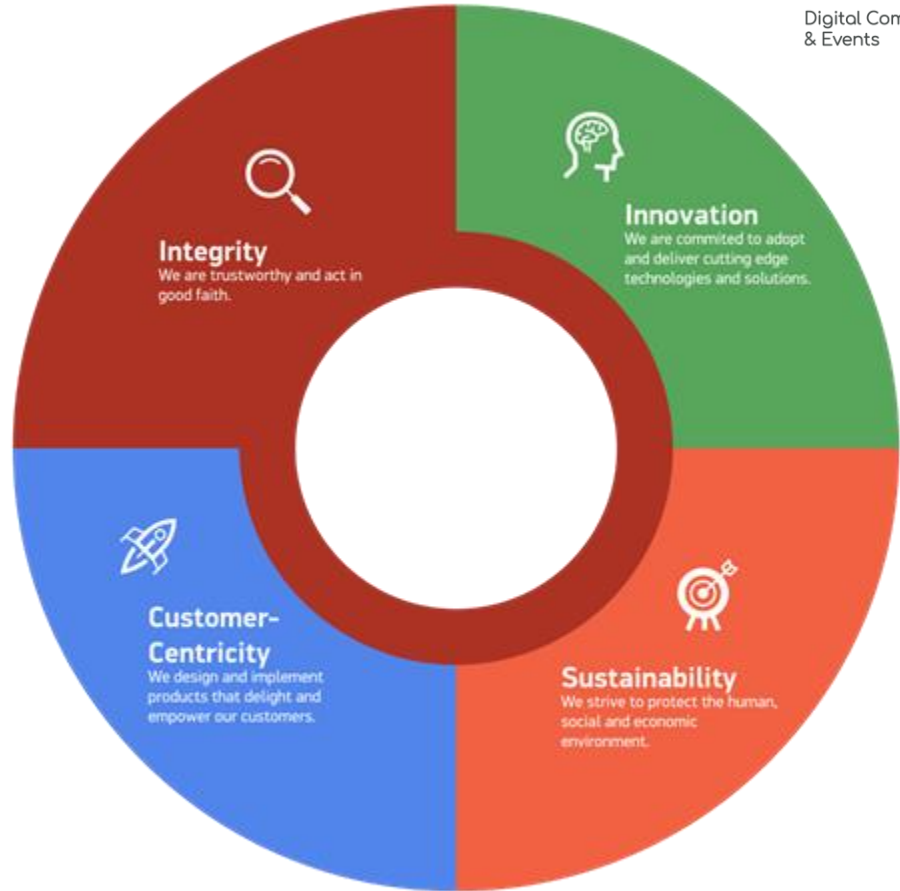 Digital Com
& Events
Integrity
We are trustworthy and act in
good faith.
Innovation
We are commited to adopt
and deliver cutting edge
technologies and solutions.
Customer-
Centricity
We design and implement
products that delight and
empower our customers.
Sustainability
We strive to protect the human,
social and economic
environment.